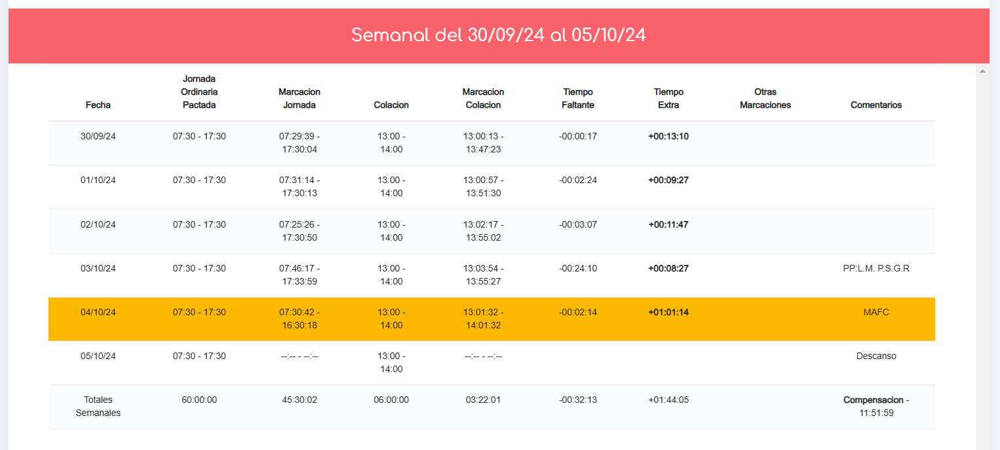 Semanal del 30/09/24 al 05/10/24
Fecha Jornada Ordinaria Pactada Marcacion Jornada Colacion Marcacion Colacion Tiempo Faltante Tiempo Extra Otras Marcaciones Comentarios
30/09/24 07:30 - 17:30 07:29:39 - 17:30:04 13:00 - 14:00 13:00:13 - 13:47:23 -00:00:17 +00:13:10
01/10/24 07:30 - 17:30 07:31:14 - 17:30:13 13:00 - 14:00 13:00:57 - 13:51:30 -00:02:24 +00:09:27
02/10/24 07:30 - 17:30 07:25:26 - 17:30:50 13:00 - 14:00 13:02:17 - 13:55:02 -00:03:07 +00:11:47
03/10/24 07:30 - 17:30 07:46:17 - 17:33:59 13:00 - 14:00 13:03:54 - 13:55:27 -00:24:10 +00:08:27 PP:L.M. P.S.G.R
04/10/24 07:30 - 17:30 07:30:42 - 16:30:18 13:00 - 14:00 13:01:32 - 14:01:32 -00:02:14 +01:01:14 MAFC
05/10/24 07:30 - 17:30 --:-- - --:-- 13:00 - 14:00 --:-- - --:-- Descanso
Totales Semanales 60:00:00 45:30:02 06:00:00 03:22:01 -00:32:13 +01:44:05 Compensacion - 11:51:59